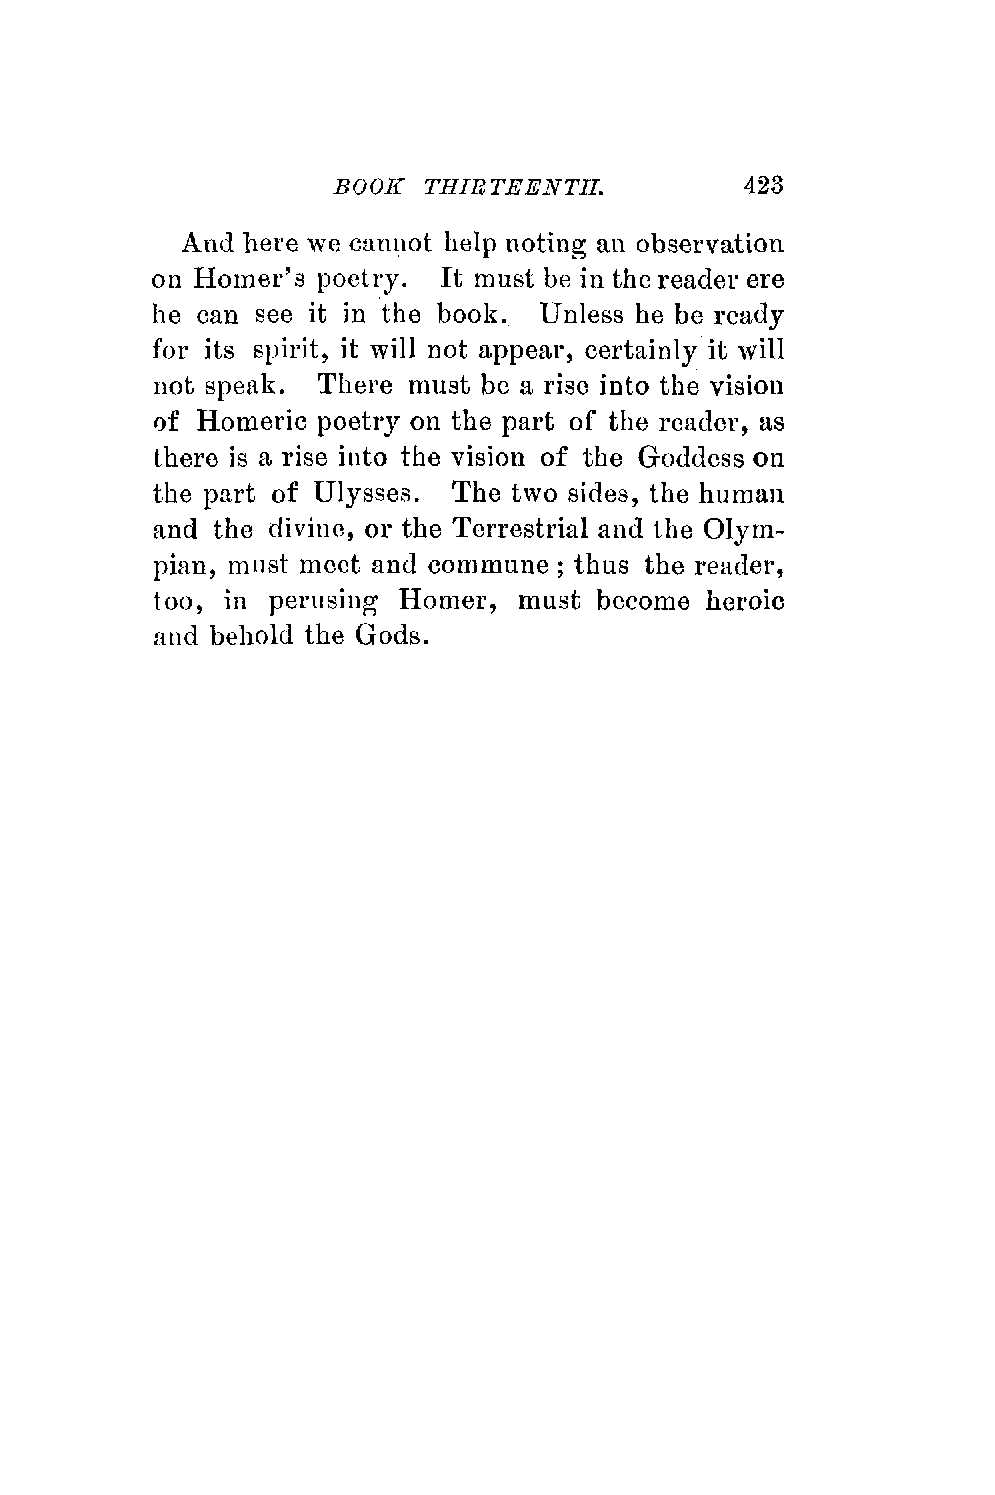 BOOK THIRTEENTH. 423
And here we cannot help noting an observation
on Homer's poetry. It must be in the reader ere
he can see it in the book. Unless he be ready
for its spirit, it will not appear, certainly it will
not speak. There must be a rise into the vision
of Homeric poetry on the part of the reader, as
there is a rise into the vision of the Goddess on
the part of Ulysses. The two sides, the human
and the divine, or the Terrestrial and the Olym-
pian, must meet and commune ; thus the reader,
too, in perusing Homer, must become heroic
and behold the Gods.